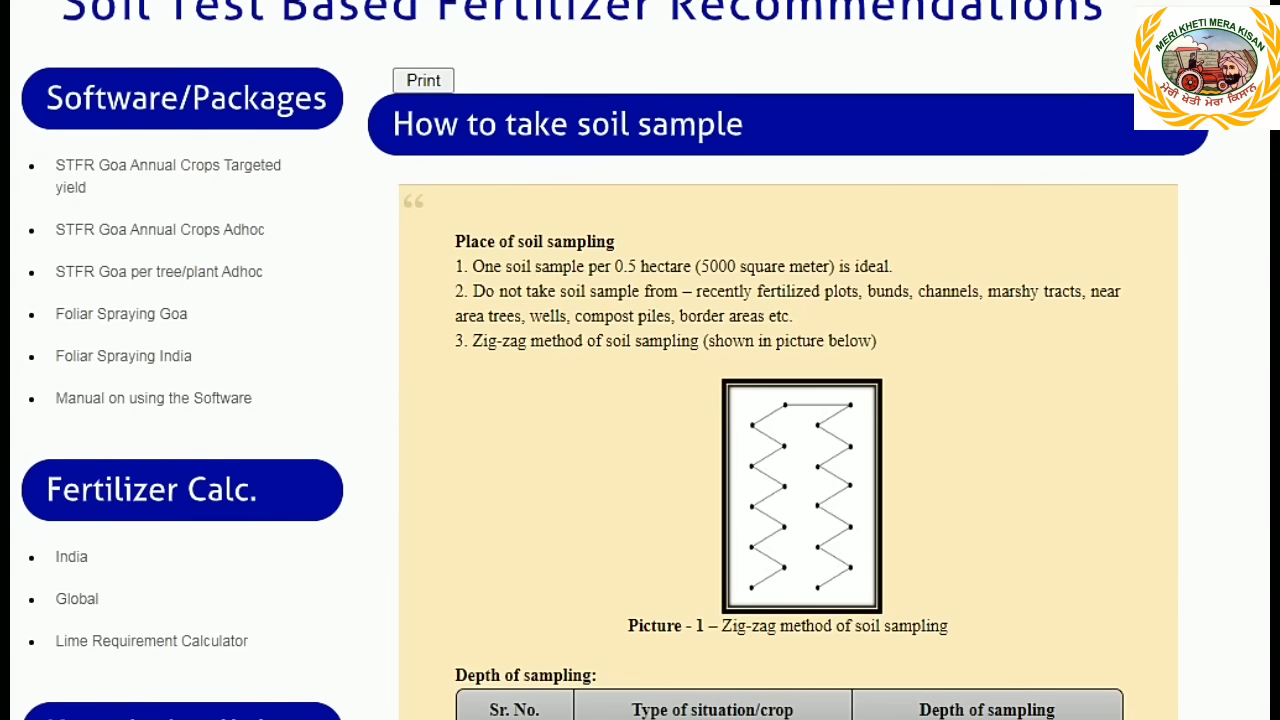 Soil Test Based Fertilizer Recommendations
MERI KHETI MERA KISAN
ਮੇਰੀ ਖੇਤੀ ਮੇਰਾ ਕਿਸਾਨ
Software/Packages
STFR Goa Annual Crops Targeted
yield
STFR Goa Annual Crops Adhoc
STFR Goa per tree/plant Adhoc
Foliar Spraying Goa
Foliar Spraying India
Manual on using the Software
Fertilizer Calc.
India
Global
Lime Requirement Calculator
Print
How to take soil sample
“
Place of soil sampling
1. One soil sample per 0.5 hectare (5000 square meter) is ideal.
2. Do not take soil sample from – recently fertilized plots, bunds, channels, marshy tracts, near
area trees, wells, compost piles, border areas etc.
3. Zig-zag method of soil sampling (shown in picture below)
Picture - 1 – Zig-zag method of soil sampling
Depth of sampling:
Sr. No. Type of situation/crop Depth of sampling